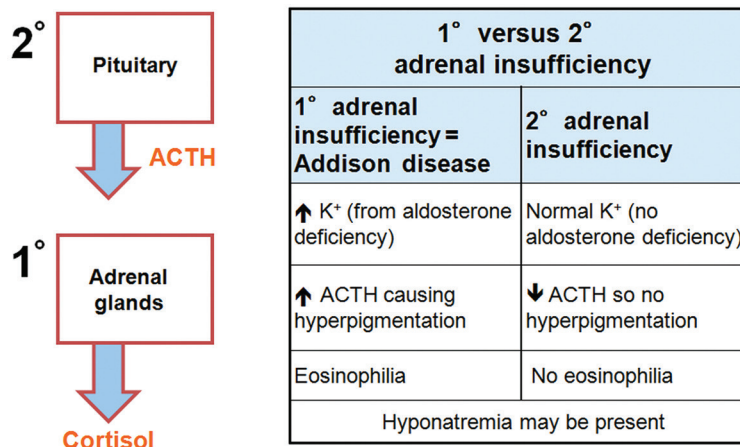 2°
Pituitary
ACTH
1°
Adrenal
glands
Cortisol
1° versus 2°
adrenal insufficiency
1° adrenal
insufficiency=
Addison disease
2° adrenal
insufficiency
↑ K⁺ (from aldosterone
deficiency)
Normal K⁺ (no
aldosterone deficiency)
↑ ACTH causing
hyperpigmentation
↓ ACTH so no
hyperpigmentation
Eosinophilia
No eosinophilia
Hyponatremia may be present